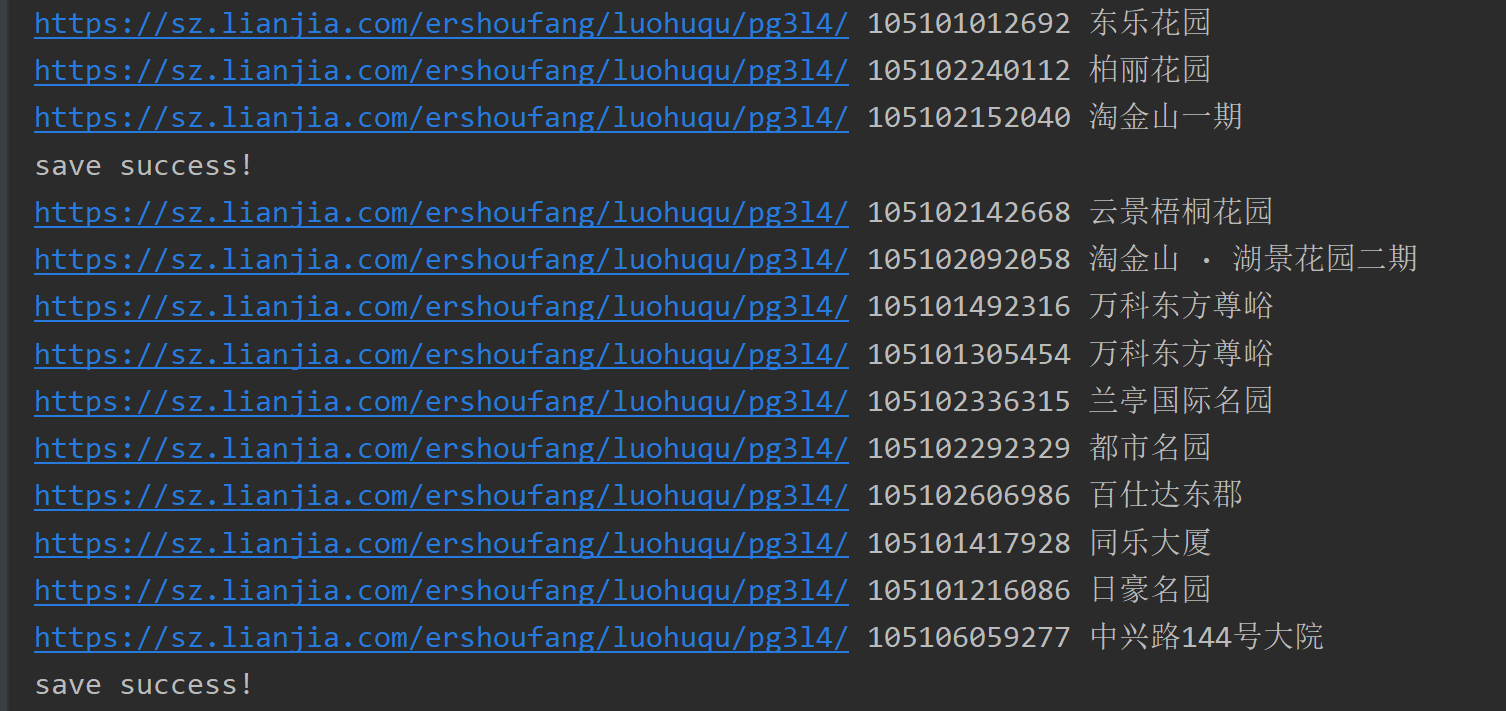 https://sz.lianjia.com/ershoufang/luohuqu/pg3l4/ 105101012692 东乐花园
https://sz.lianjia.com/ershoufang/luohuqu/pg3l4/ 105102240112 柏丽花园
https://sz.lianjia.com/ershoufang/luohuqu/pg3l4/ 105102152040 淘金山一期
save success!
https://sz.lianjia.com/ershoufang/luohuqu/pg3l4/ 105102142668 云景梧桐花园
https://sz.lianjia.com/ershoufang/luohuqu/pg3l4/ 105102092058 淘金山 · 湖景花园二期
https://sz.lianjia.com/ershoufang/luohuqu/pg3l4/ 105101492316 万科东方尊峪
https://sz.lianjia.com/ershoufang/luohuqu/pg3l4/ 105101305454 万科东方尊峪
https://sz.lianjia.com/ershoufang/luohuqu/pg3l4/ 105102336315 兰亭国际名园
https://sz.lianjia.com/ershoufang/luohuqu/pg3l4/ 105102292329 都市名园
https://sz.lianjia.com/ershoufang/luohuqu/pg3l4/ 105102606986 百仕达东郡
https://sz.lianjia.com/ershoufang/luohuqu/pg3l4/ 105101417928 同乐大厦
https://sz.lianjia.com/ershoufang/luohuqu/pg3l4/ 105101216086 日豪名园
https://sz.lianjia.com/ershoufang/luohuqu/pg3l4/ 105106059277 中兴路144号大院
save success!